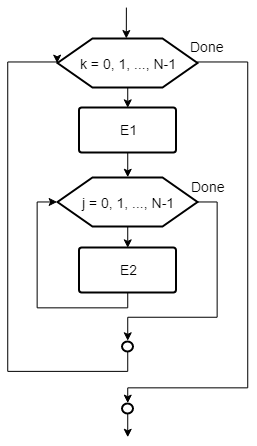 Done
k = 0, 1, ..., N-1
E1
Done
j = 0, 1, ..., N-1
E2